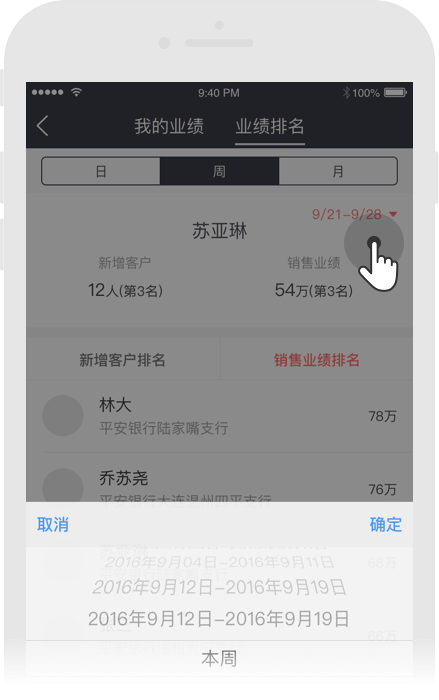 9:40 PM
100%
我的业绩 业绩排名
日 周 月
9/21-9/28
苏亚琳
新增客户 销售业绩
12人(第3名) 54万(第3名)
新增客户排名 销售业绩排名
林大
平安银行陆家嘴支行
78万
乔苏尧
平安银行大连温州四平支行
76万
取消 确定
2016年9月04日-2016年9月11日
68万
2016年9月12日-2016年9月19日
2016年9月12日-2016年9月19日
本周